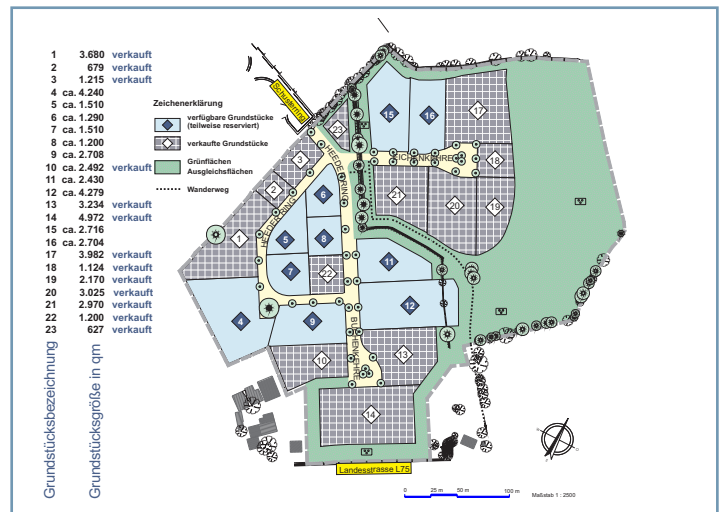 1 3.680 verkauft
2 679 verkauft
3 1.215 verkauft
4 ca. 4.240
5 ca. 1.510
6 ca. 1.290
7 ca. 1.510
8 ca. 1.200
9 ca. 2.708
10 ca. 2.492 verkauft
11 ca. 2.430
12 ca. 4.279
13 3.234 verkauft
14 4.972 verkauft
15 ca. 2.716
16 ca. 2.704
17 3.982 verkauft
18 1.124 verkauft
19 2.170 verkauft
20 3.025 verkauft
21 2.970 verkauft
22 1.200 verkauft
23 627 verkauft
Grundstücksbezeichnung
Grundstücksgröße in qm
Zeichenerklärung
verfügbare Grundstücke
(teilweise reserviert)
verkaufte Grundstücke
Grünflächen
Ausgleichsflächen
Wanderweg
Schusterring
HEEDER RING
HEEDER RING
EICHENKEHRE
BUCHENKEHRE
1
2
3
4
5
6
7
8
9
10
11
12
13
14
15
16
17
18
19
20
21
22
23
Landesstrasse L75
0 25 m 50 m 100 m
Maßstab 1 : 2500